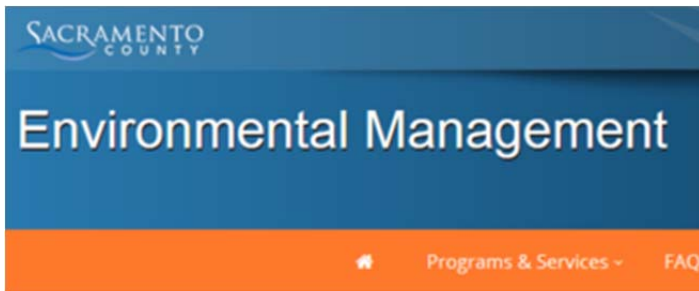 SACRAMENTO
COUNTY
Environmental Management
Programs & Services FAQ